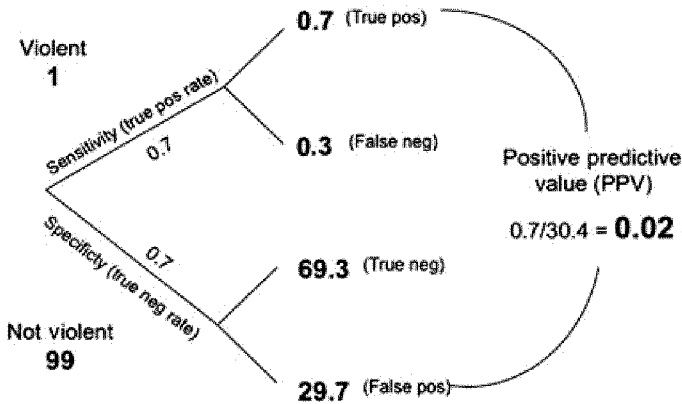 Violent
1
Sensitivity (true pos rate)
0.7
0.7 (True pos)
0.3 (False neg)
Positive predictive
value (PPV)
0.7/30.4 = 0.02
0.7
Specificty (true neg rate)
Not violent
99
69.3 (True neg)
29.7 (False pos)